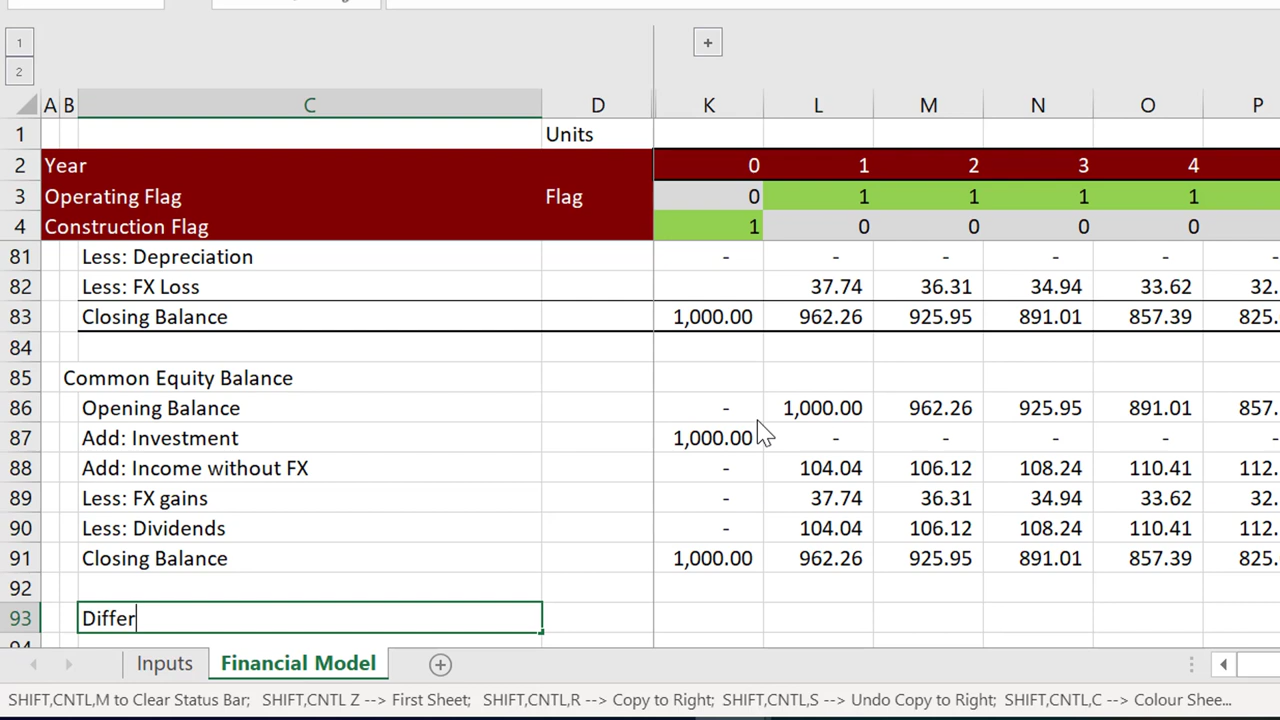 1
2
A B C D K L M N O P
1 Units
2 Year 0 1 2 3 4
3 Operating Flag Flag 0 1 1 1 1
4 Construction Flag 1 0 0 0 0
81 Less: Depreciation - - - - - -
82 Less: FX Loss 37.74 36.31 34.94 33.62 32.
83 Closing Balance 1,000.00 962.26 925.95 891.01 857.39 825.
84
85 Common Equity Balance
86 Opening Balance - 1,000.00 962.26 925.95 891.01 857.
87 Add: Investment 1,000.00 - - - - -
88 Add: Income without FX - 104.04 106.12 108.24 110.41 112.
89 Less: FX gains - 37.74 36.31 34.94 33.62 32.
90 Less: Dividends - 104.04 106.12 108.24 110.41 112.
91 Closing Balance 1,000.00 962.26 925.95 891.01 857.39 825.
92
93 Differ
Inputs Financial Model
SHIFT,CNTL,M to Clear Status Bar; SHIFT,CNTL Z --> First Sheet; SHIFT,CNTL,R --> Copy to Right; SHIFT,CNTL,S --> Undo Copy to Right; SHIFT,CNTL,C --> Colour Shee...